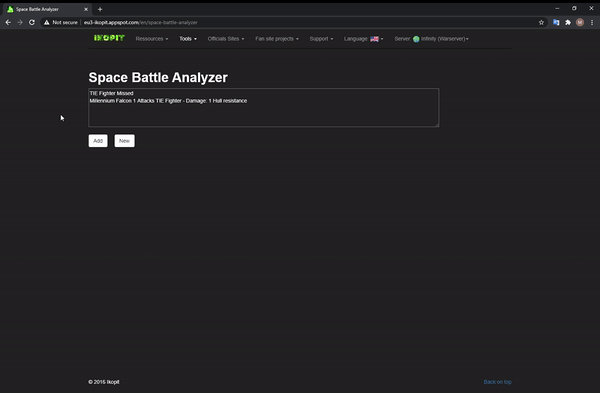 Space Battle Analyzer
Not secure | eu3-ikopit.appspot.com/en/space-battle-analyzer
IKOPIT Ressources Tools Officials Sites Fan site projects Support Language: Server: Infinity (Warserver)
Space Battle Analyzer
TIE Fighter Missed
Millennium Falcon 1 Attacks TIE Fighter - Damage: 1 Hull resistance
Add New
© 2016 Ikopit Back to top